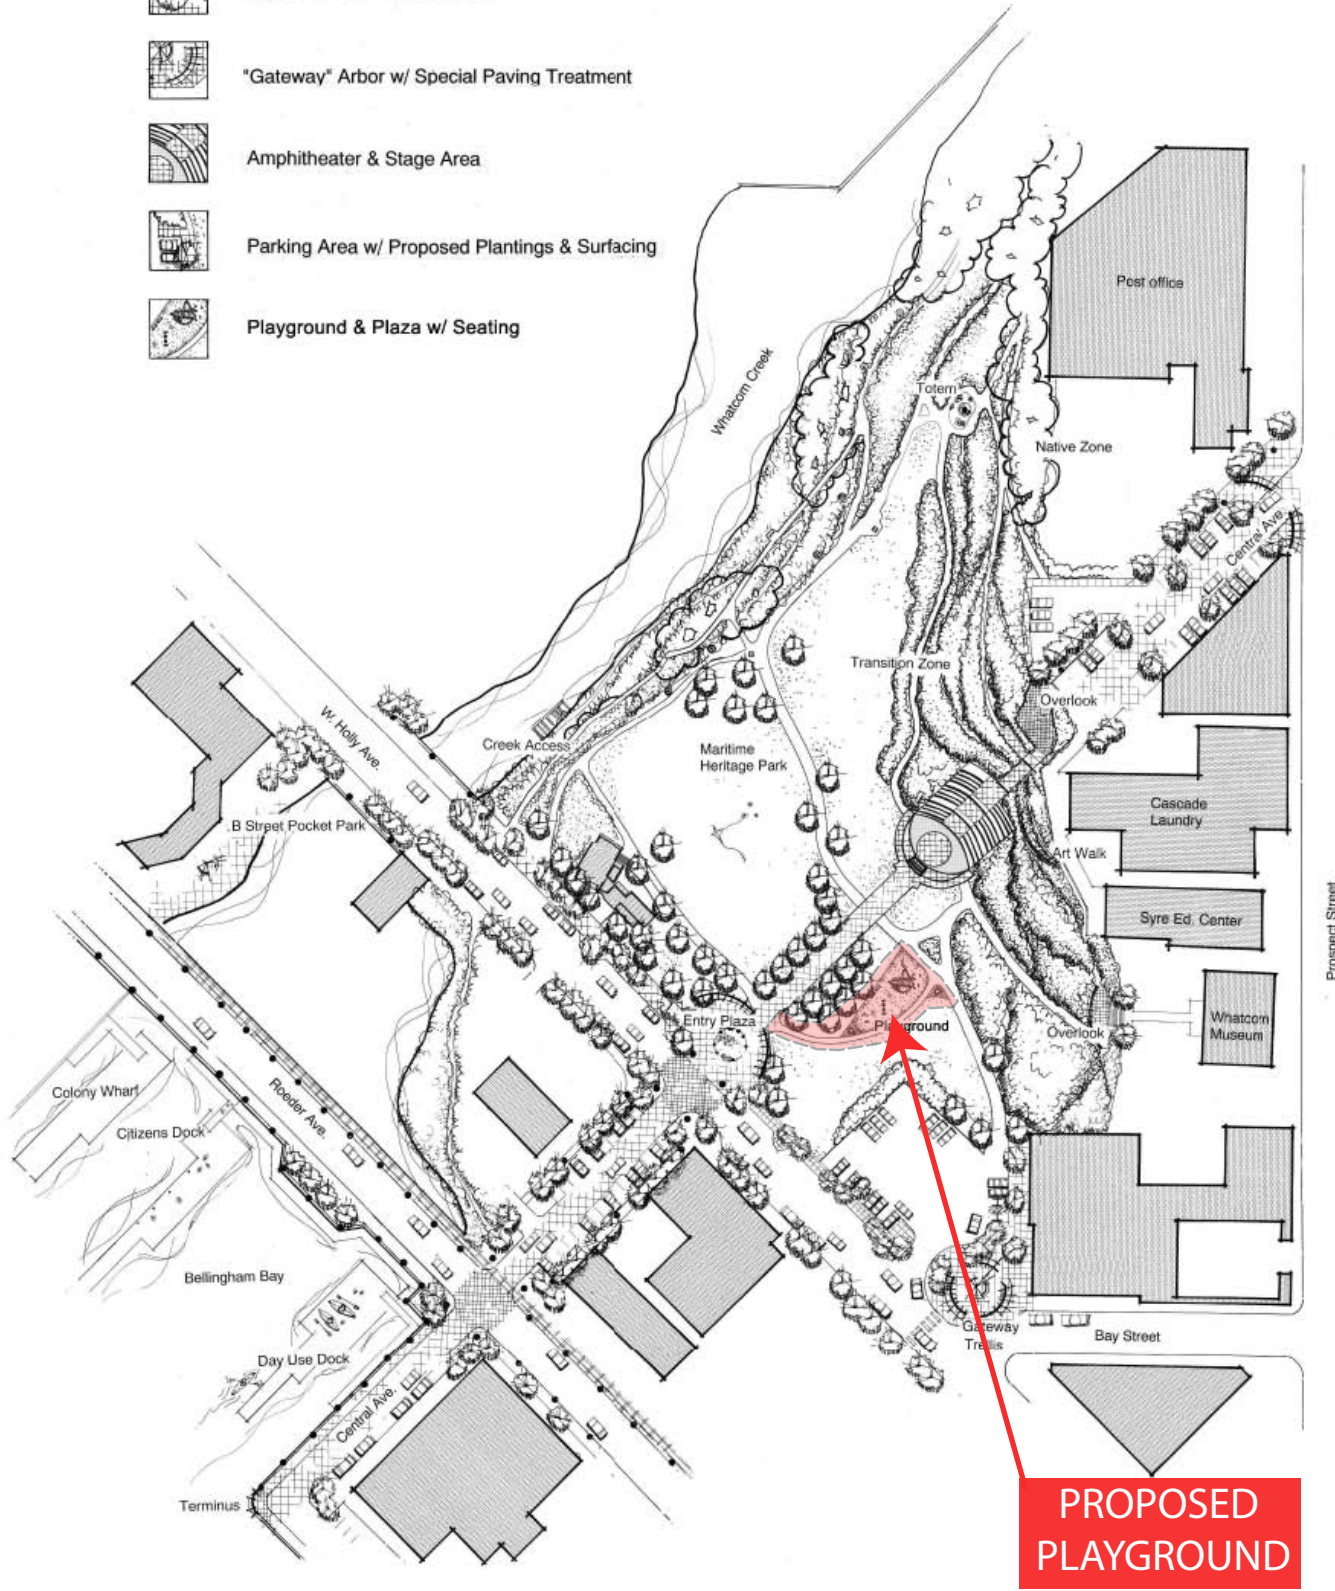 "Gateway" Arbor w/ Special Paving Treatment
Amphitheater & Stage Area
Parking Area w/ Proposed Plantings & Surfacing
Playground & Plaza w/ Seating
Post office
Whatcom Creek
Totem
Native Zone
Central Ave.
Transition Zone
Overlook
W. Holly Ave.
Creek Access
Maritime
Heritage Park
Cascade
Laundry
B Street Pocket Park
Art Walk
Syre Ed. Center
Prospect Street
Entry Plaza
Playground
Overlook
Whatcom
Museum
Colony Wharf
Roeder Ave.
Citizens Dock
Bellingham Bay
Gateway
Trellis
Bay Street
Day Use Dock
Central Ave.
Terminus
PROPOSED
PLAYGROUND